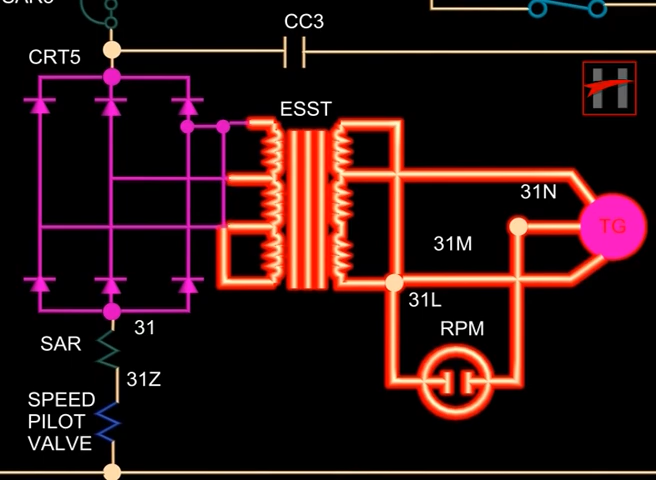 CC3
CRT5
ESST
31N
TG
31M
31L
31
RPM
SAR
31Z
SPEED
PILOT
VALVE